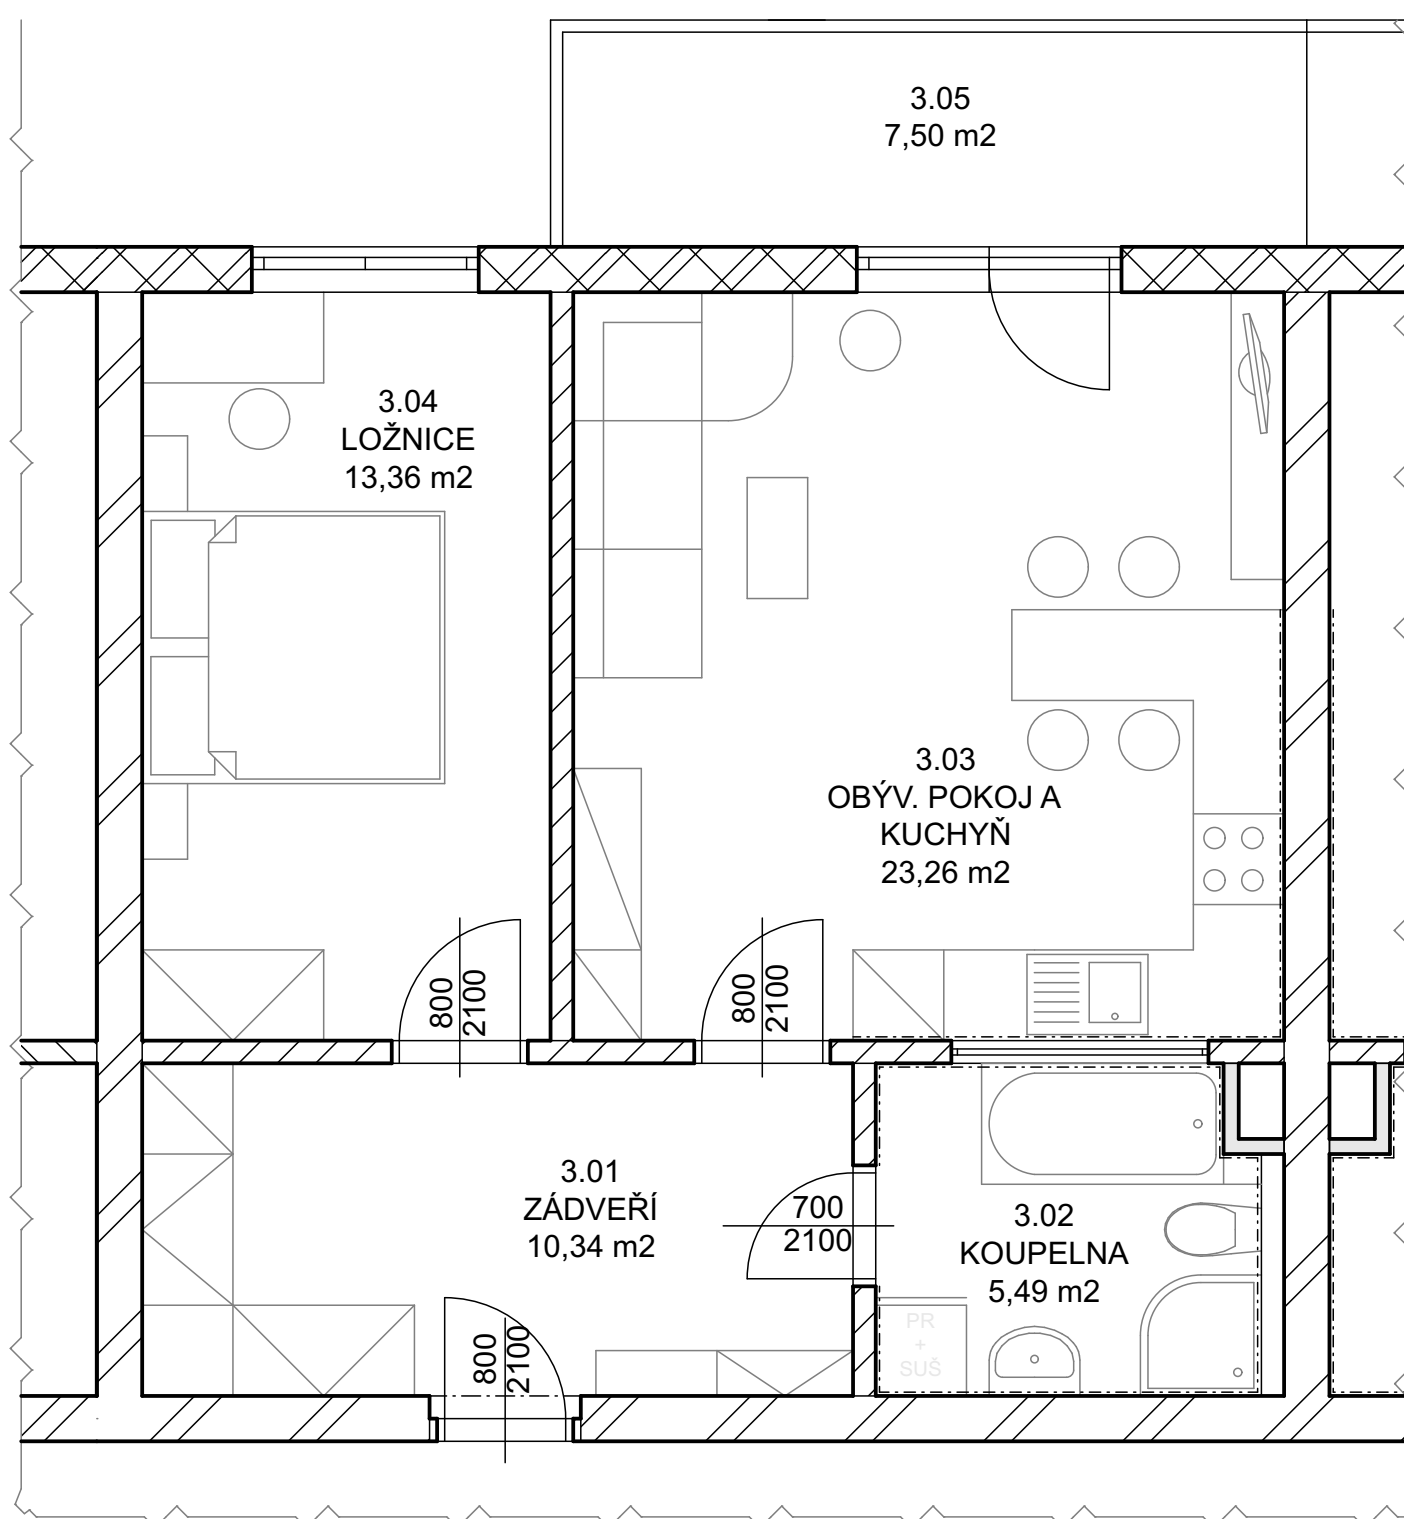 3.05
7,50 m2
3.04
LOŽNICE
13,36 m2
3.03
OBÝV. POKOJ A
KUCHYŇ
23,26 m2
800
2100
800
2100
3.01
ZÁDVEŘÍ
10,34 m2
700
2100
3.02
KOUPELNA
5,49 m2
PR
+
SUŠ
800
2100